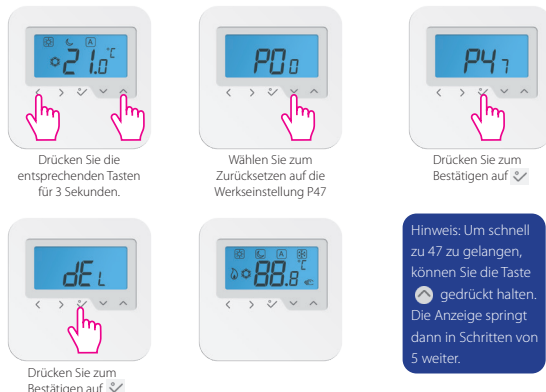 21.0 °C
P00
P47
Drücken Sie die
entsprechenden Tasten
für 3 Sekunden.
Wählen Sie zum
Zurücksetzen auf die
Werkseinstellung P47
Drücken Sie zum
Bestätigen auf
dEL
88.8 °C
Hinweis: Um schnell
zu 47 zu gelangen,
können Sie die Taste
gedrückt halten.
Die Anzeige springt
dann in Schritten von
5 weiter.
Drücken Sie zum
Bestätigen auf